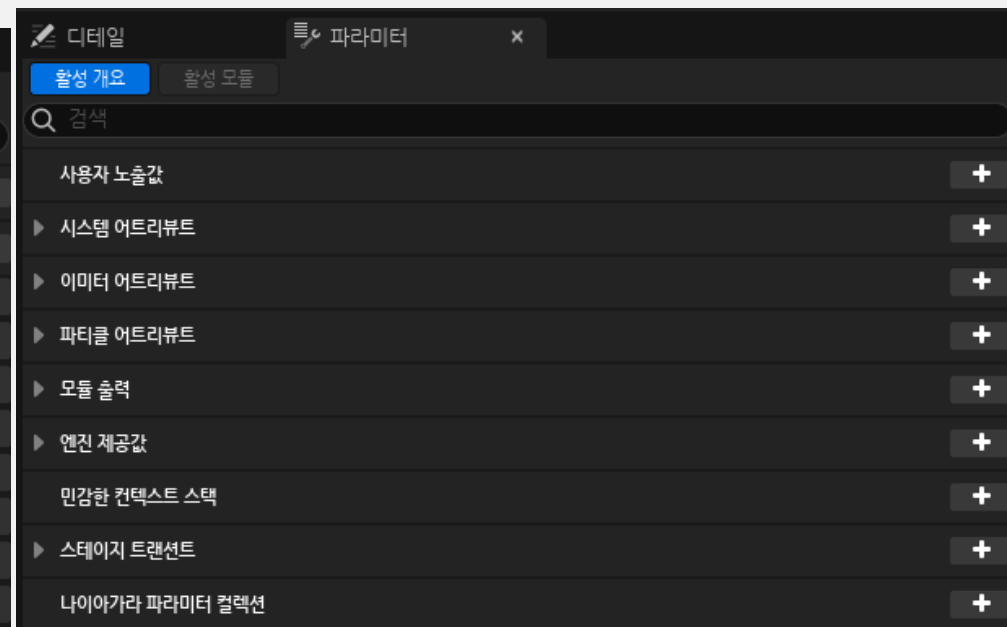 디테일
파라미터
활성 개요
활성 모듈
검색
사용자 노출값
시스템 어트리뷰트
이미터 어트리뷰트
파티클 어트리뷰트
모듈 출력
엔진 제공값
민감한 컨텍스트 스택
스테이지 트랜션트
나이아가라 파라미터 컬렉션